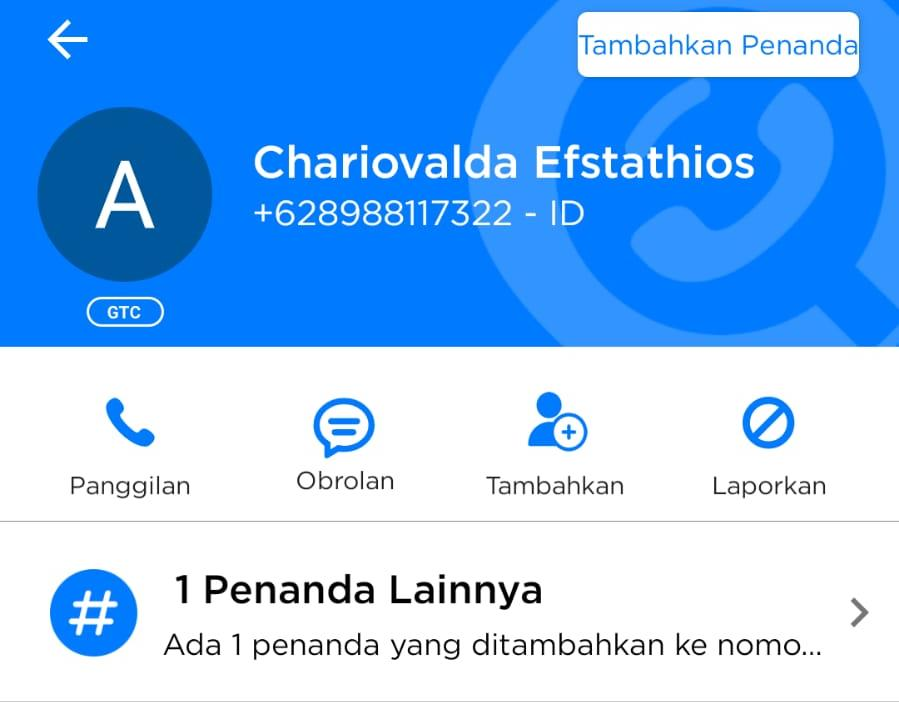 Tambahkan Penanda
A
Chariovalda Efstathios
+628988117322 - ID
GTC
Panggilan
Obrolan
Tambahkan
Laporkan
#
1 Penanda Lainnya
Ada 1 penanda yang ditambahkan ke nomo...